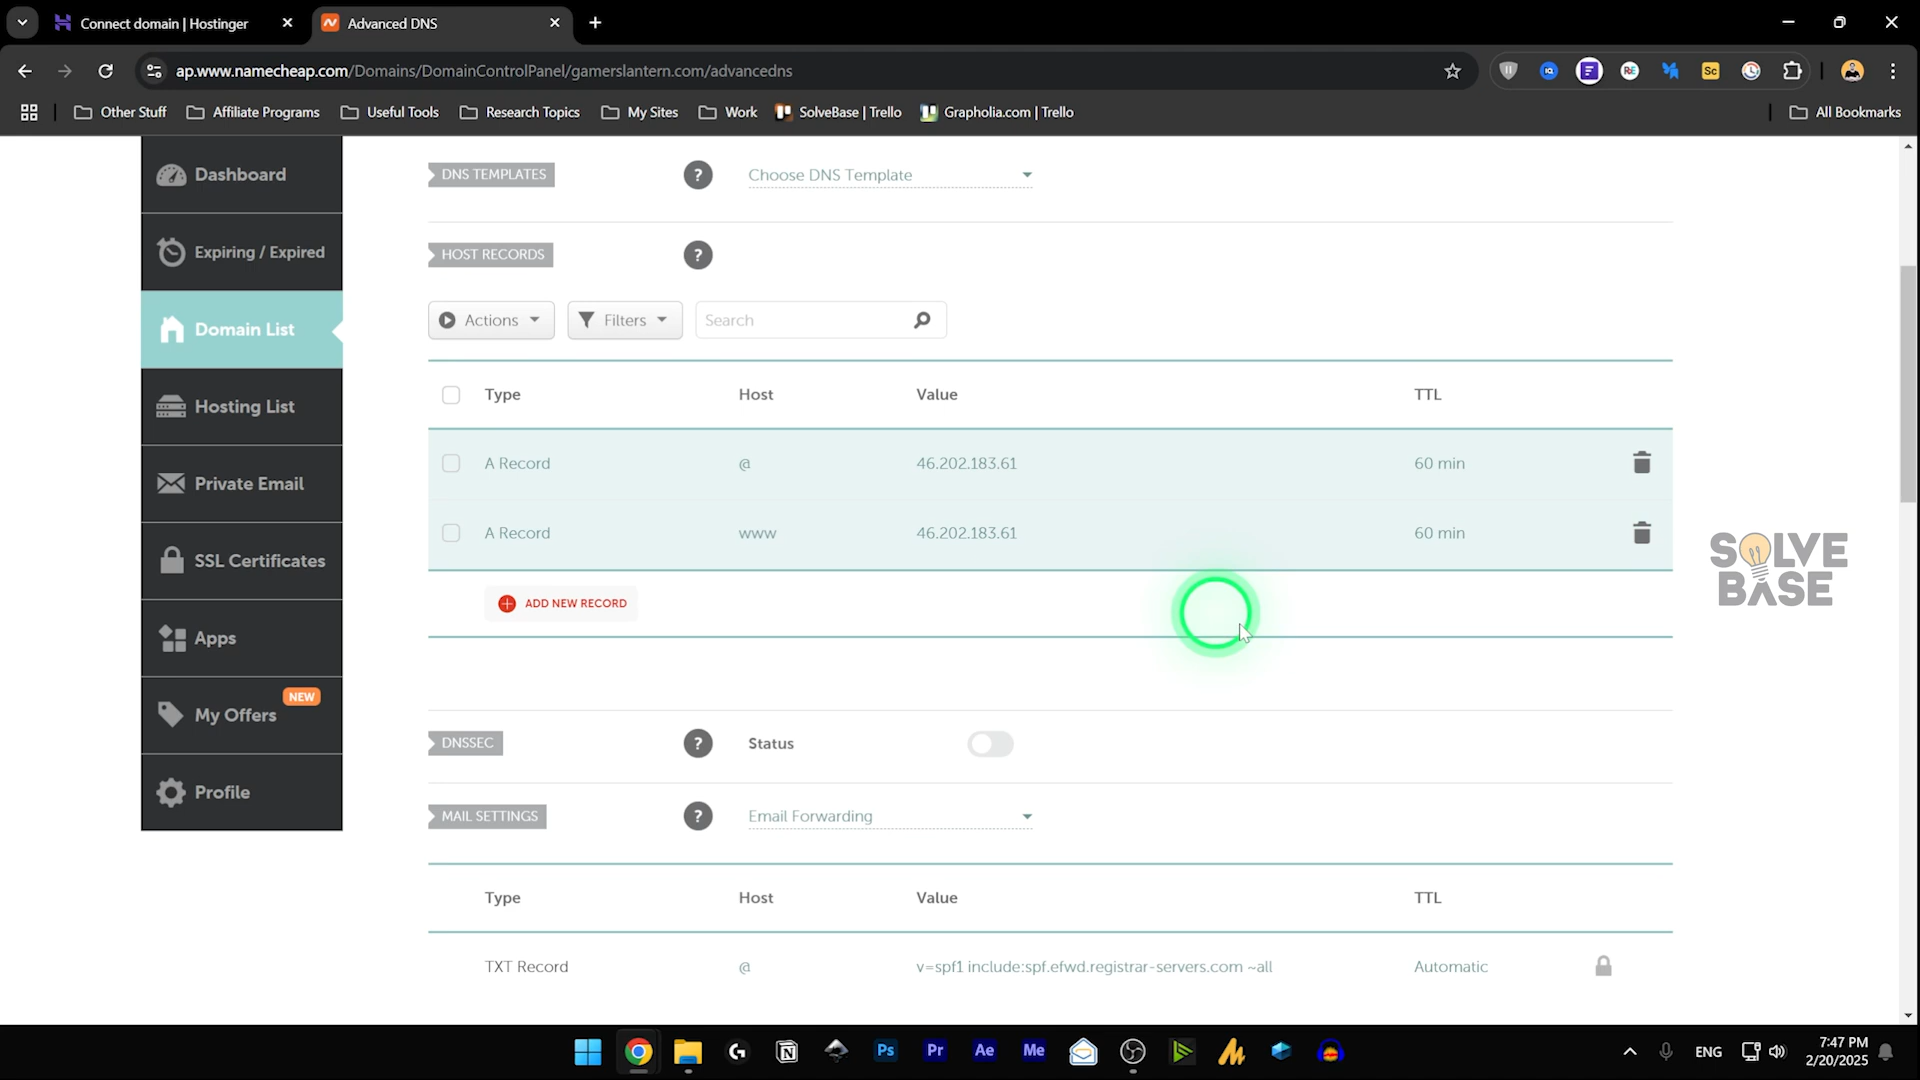 Connect domain | Hostinger
Advanced DNS
ap.www.namecheap.com/Domains/DomainControlPanel/gamerslantern.com/advancedns
Other Stuff
Affiliate Programs
Useful Tools
Research Topics
My Sites
Work
SolveBase | Trello
Grapholia.com | Trello
All Bookmarks
Dashboard
Expiring / Expired
Domain List
Hosting List
Private Email
SSL Certificates
Apps
My Offers
NEW
Profile
DNS TEMPLATES
?
Choose DNS Template
HOST RECORDS
?
Actions
Filters
Search
Type Host Value TTL
A Record @ 46.202.183.61 60 min
A Record www 46.202.183.61 60 min
ADD NEW RECORD
DNSSEC
?
Status
MAIL SETTINGS
?
Email Forwarding
Type Host Value TTL
TXT Record @ v=spf1 include:spf.efwd.registrar-servers.com ~all Automatic
SOLVE
BASE
Ps
Pr
Ae
Me
ENG
7:47 PM
2/20/2025